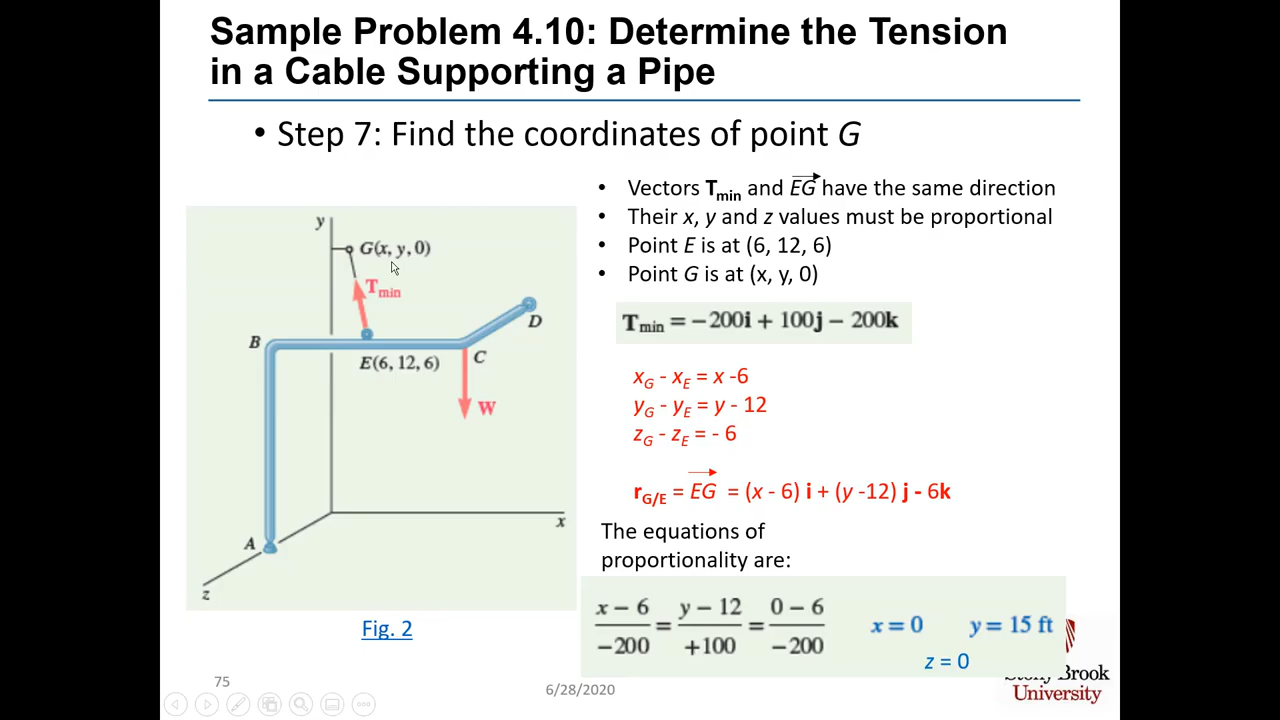 Sample Problem 4.10: Determine the Tension
in a Cable Supporting a Pipe
• Step 7: Find the coordinates of point G
• Vectors Tmin and EG have the same direction
• Their x, y and z values must be proportional
• Point E is at (6, 12, 6)
• Point G is at (x, y, 0)
y
G(x, y, 0)
Tmin
D
B
E(6, 12, 6)
C
W
x
A
z
Fig. 2
Tmin = −200i + 100j − 200k
xG - xE = x -6
yG - yE = y - 12
zG - zE = - 6
rG/E = EG = (x - 6) i + (y -12) j - 6k
The equations of
proportionality are:
x − 6 / −200 = y − 12 / +100 = 0 − 6 / −200
x = 0 y = 15 ft
z = 0
75
6/28/2020
Stony Brook
University